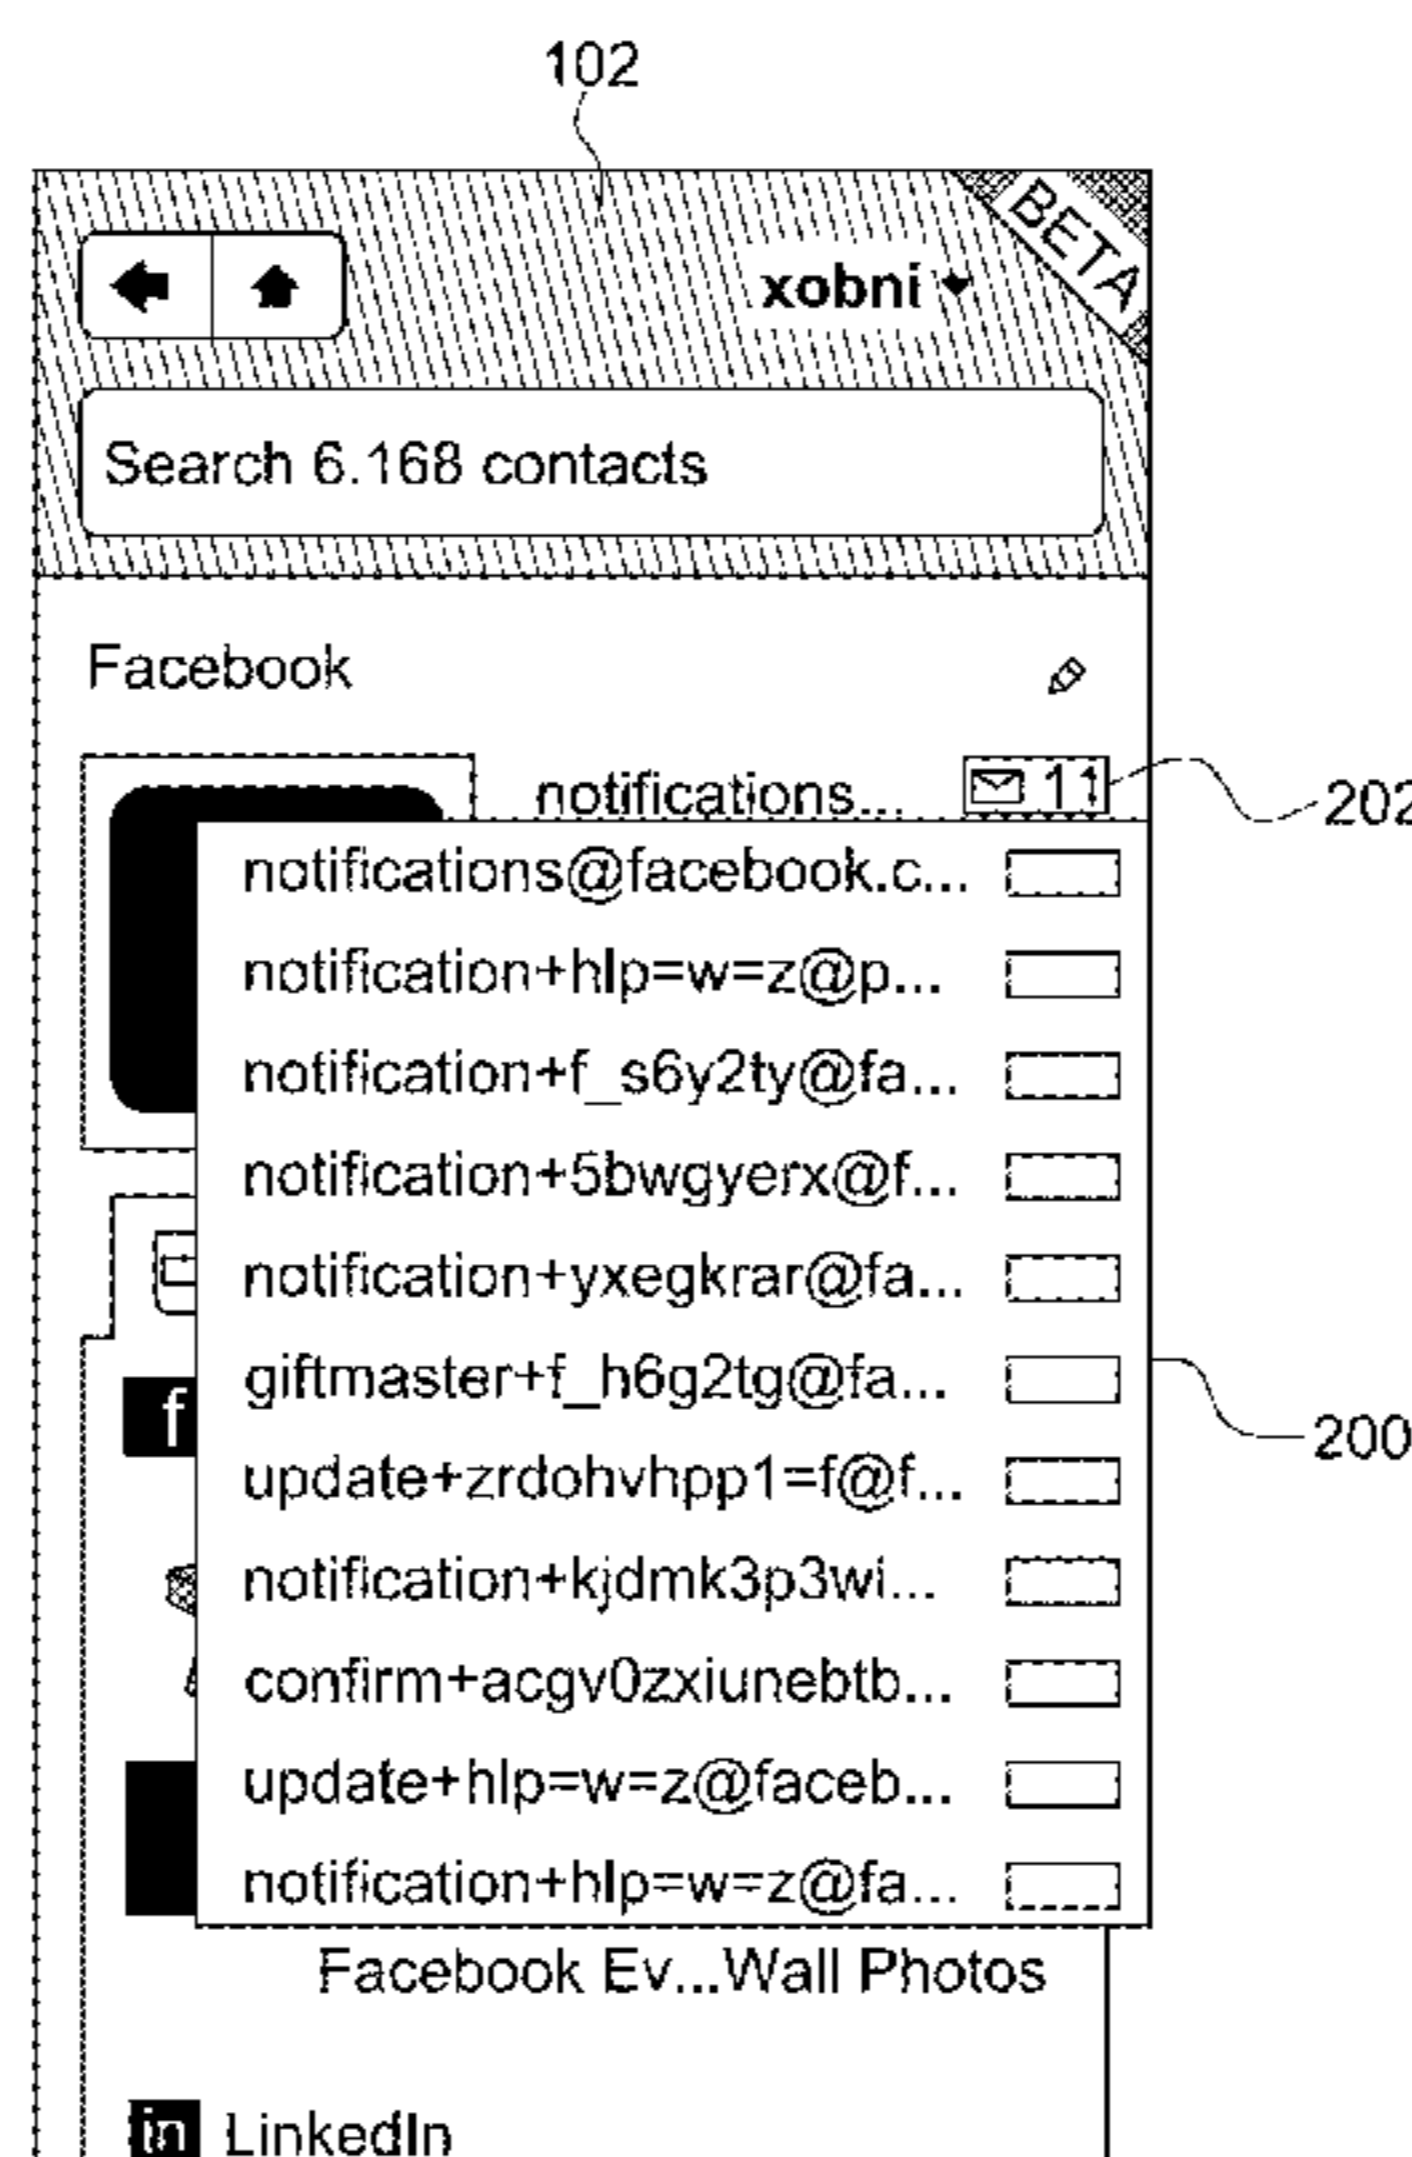 102
BETA
xobni
Search 6.168 contacts
Facebook
notifications... 11
202
notifications@facebook.c...
notification+hlp=w=z@p...
notification+f_s6y2ty@fa...
notification+5bwgyerx@f...
notification+yxegkrar@fa...
giftmaster+f_h6g2tg@fa...
f
200
update+zrdohvhpp1=f@f...
notification+kjdmk3p3wi...
confirm+acgv0zxiunebtb...
update+hlp=w=z@faceb...
notification+hlp=w=z@fa...
Facebook Ev...Wall Photos
in LinkedIn